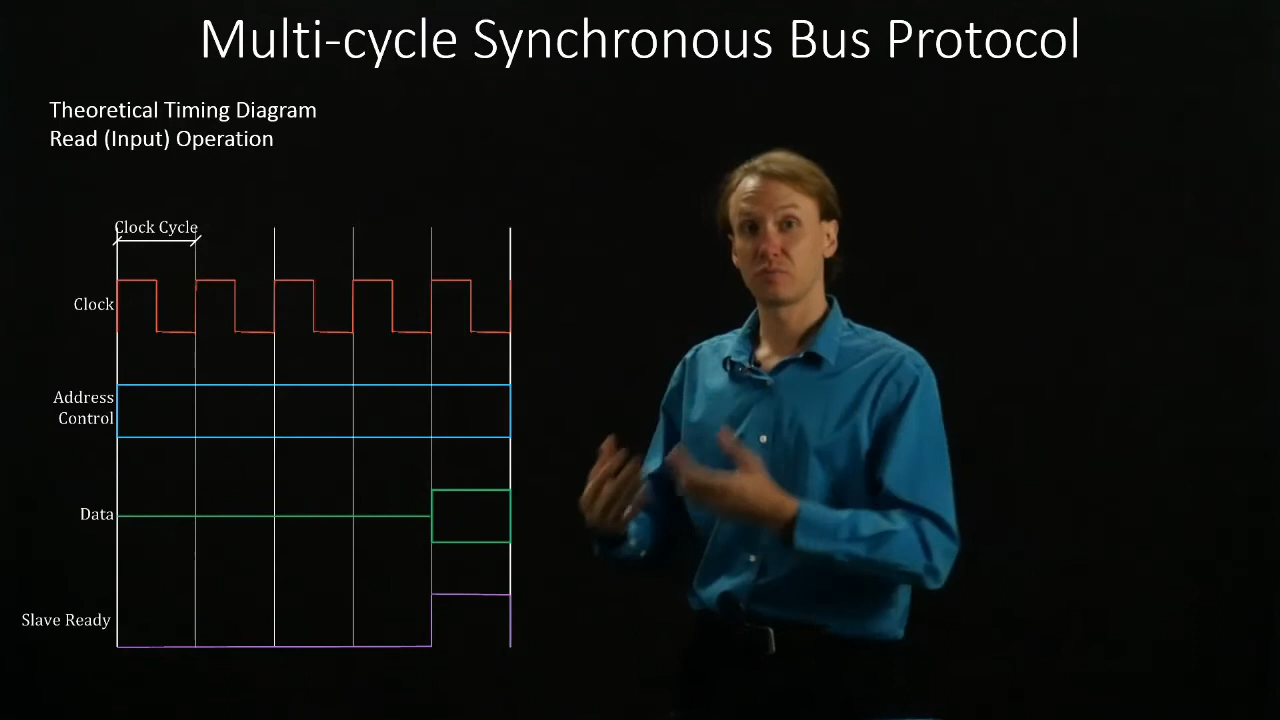 Multi-cycle Synchronous Bus Protocol
Theoretical Timing Diagram
Read (Input) Operation
Clock Cycle
Clock
Address
Control
Data
Slave Ready